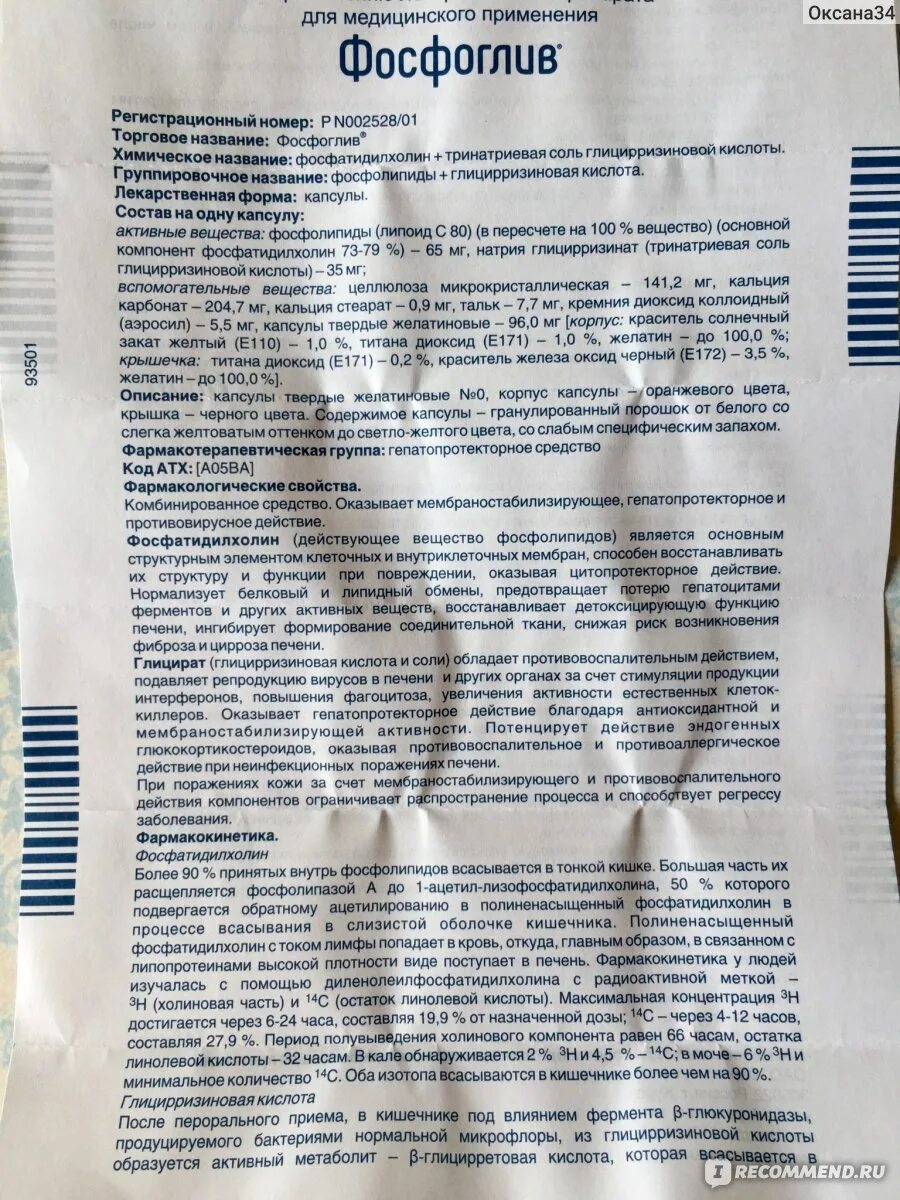 Оксана34
для медицинского применения
Фосфоглив®
Регистрационный номер: P N002528/01
Торговое название: Фосфоглив®
Химическое название: фосфатидилхолин + тринатриевая соль глицирризиновой кислоты.
Группировочное название: фосфолипиды + глицирризиновая кислота.
Лекарственная форма: капсулы.
Состав на одну капсулу:
активные вещества: фосфолипиды (липоид С 80) (в пересчете на 100 % вещество) (основной
компонент фосфатидилхолин 73-79 %) – 65 мг, натрия глицирризинат (тринатриевая соль
глицирризиновой кислоты) – 35 мг;
вспомогательные вещества: целлюлоза микрокристаллическая – 141,2 мг, кальция
карбонат – 204,7 мг, кальция стеарат – 0,9 мг, тальк – 7,7 мг, кремния диоксид коллоидный
(аэросил) – 5,5 мг, капсулы твердые желатиновые – 96,0 мг [корпус: краситель солнечный
закат желтый (Е110) – 1,0 %, титана диоксид (Е171) – 1,0 %, желатин – до 100,0 %;
крышечка: титана диоксид (Е171) – 0,2 %, краситель железа оксид черный (Е172) – 3,5 %,
желатин – до 100,0 %].
Описание: капсулы твердые желатиновые №0, корпус капсулы – оранжевого цвета,
крышка – черного цвета. Содержимое капсулы – гранулированный порошок от белого со
слегка желтоватым оттенком до светло-желтого цвета, со слабым специфическим запахом.
Фармакотерапевтическая группа: гепатопротекторное средство
Код АТХ: [A05BA]
Фармакологические свойства.
Комбинированное средство. Оказывает мембраностабилизирующее, гепатопротекторное и
противовирусное действие.
Фосфатидилхолин (действующее вещество фосфолипидов) является основным
структурным элементом клеточных и внутриклеточных мембран, способен восстанавливать
их структуру и функции при повреждении, оказывая цитопротекторное действие.
Нормализует белковый и липидный обмены, предотвращает потерю гепатоцитами
ферментов и других активных веществ, восстанавливает детоксицирующую функцию
печени, ингибирует формирование соединительной ткани, снижая риск возникновения
фиброза и цирроза печени.
Глицират (глицирризиновая кислота и соли) обладает противовоспалительным действием,
подавляет репродукцию вирусов в печени и других органах за счет стимуляции продукции
интерферонов, повышения фагоцитоза, увеличения активности естественных клеток-
киллеров. Оказывает гепатопротекторное действие благодаря антиоксидантной и
мембраностабилизирующей активности. Потенцирует действие эндогенных
глюкокортикостероидов, оказывая противовоспалительное и противоаллергическое
действие при неинфекционных поражениях печени.
При поражениях кожи за счет мембраностабилизирующего и противовоспалительного
действия компонентов ограничивает распространение процесса и способствует регрессу
заболевания.
Фармакокинетика.
Фосфатидилхолин
Более 90 % принятых внутрь фосфолипидов всасывается в тонкой кишке. Большая часть их
расщепляется фосфолипазой А до 1-ацетил-лизофосфатидилхолина, 50 % которого
подвергается обратному ацетилированию в полиненасыщенный фосфатидилхолин в
процессе всасывания в слизистой оболочке кишечника. Полиненасыщенный
фосфатидилхолин с током лимфы попадает в кровь, откуда, главным образом, в связанном с
липопротеинами высокой плотности виде поступает в печень. Фармакокинетика у людей
изучалась с помощью диленолеилфосфатидилхолина с радиоактивной меткой –
³H (холиновая часть) и ¹⁴C (остаток линолевой кислоты). Максимальная концентрация ³H
достигается через 6-24 часа, составляя 19,9 % от назначенной дозы; ¹⁴C – через 4-12 часов,
составляя 27,9 %. Период полувыведения холинового компонента равен 66 часам, остатка
линолевой кислоты – 32 часам. В кале обнаруживается 2 % ³H и 4,5 % – ¹⁴C; в моче – 6 % ³H и
минимальное количество ¹⁴C. Оба изотопа всасываются в кишечнике более чем на 90 %.
Глицирризиновая кислота
После перорального приема, в кишечнике под влиянием фермента β-глюкуронидазы,
продуцируемого бактериями нормальной микрофлоры, из глицирризиновой кислоты
образуется активный метаболит – β-глицирретовая кислота, которая всасывается в
93501
IRECOMMEND.RU